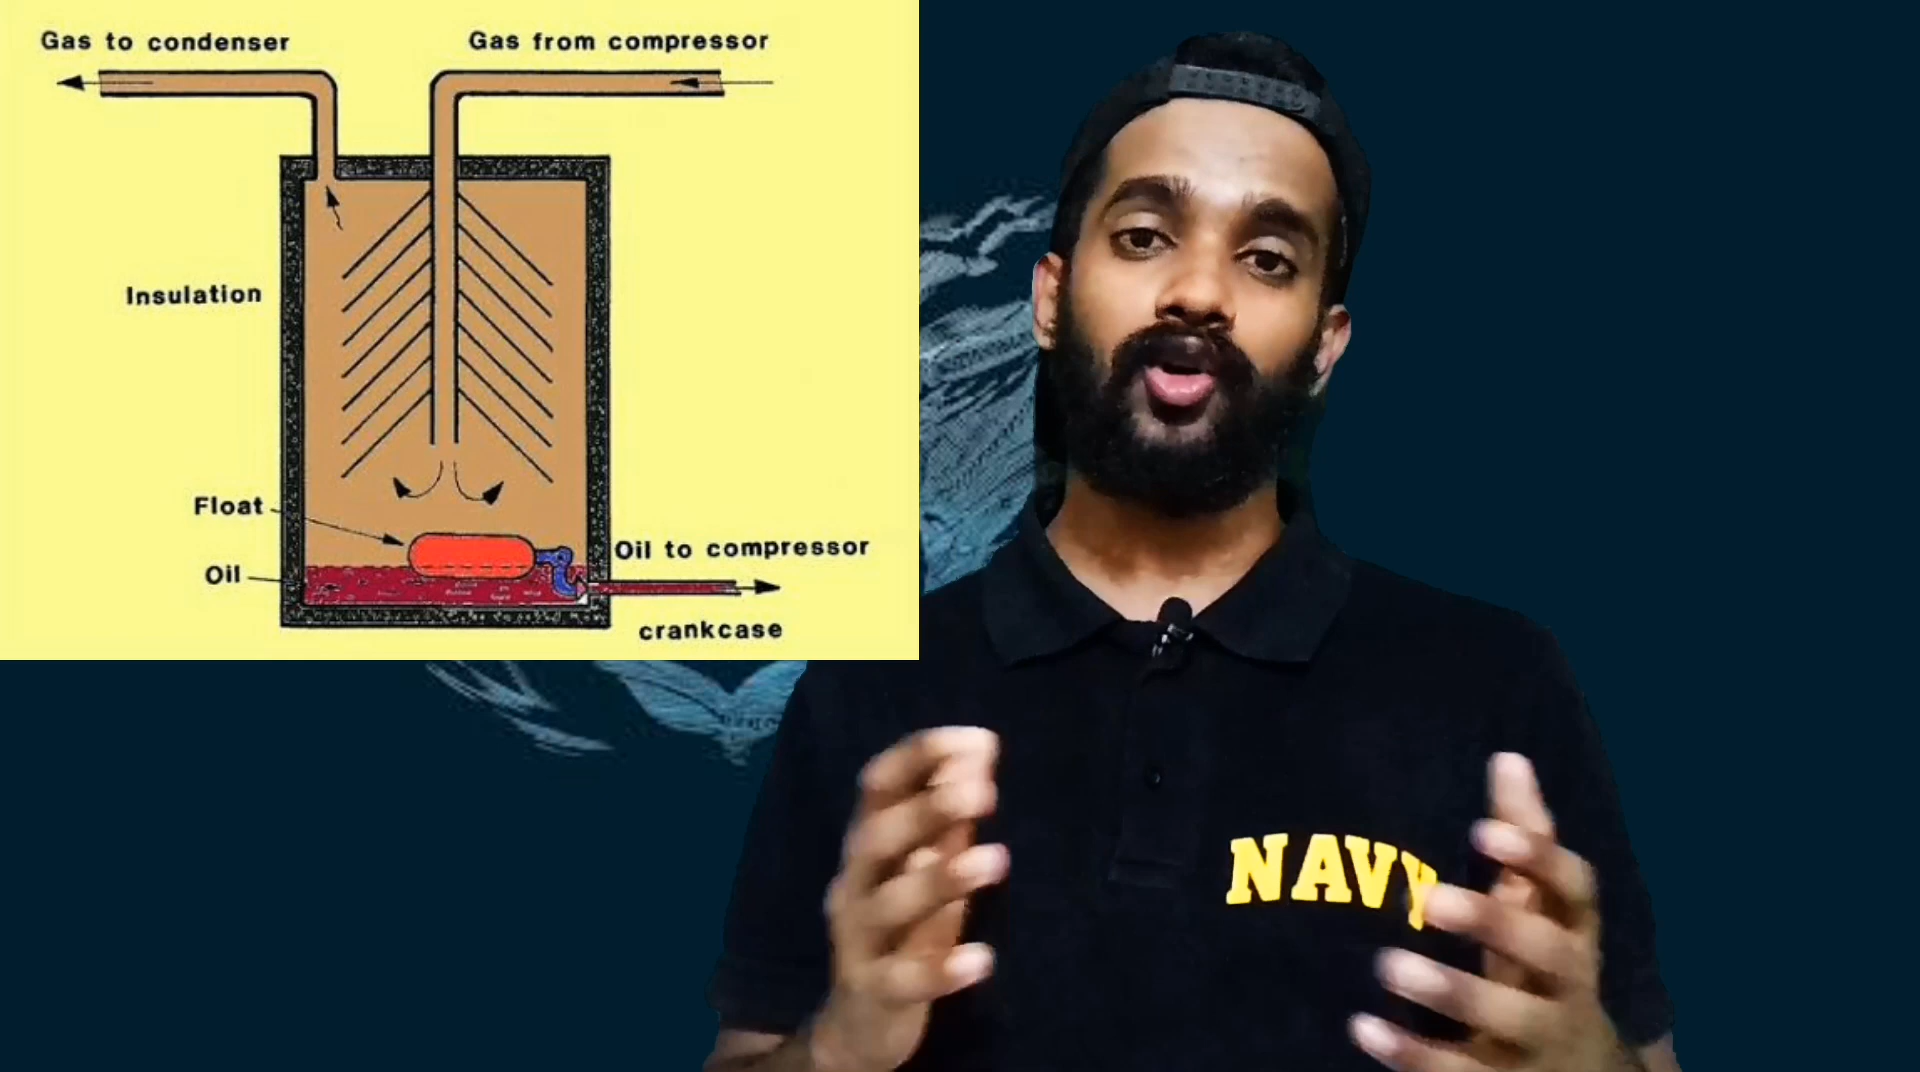 Gas to condenser
Gas from compressor
Insulation
Float
Oil
Oil to compressor
crankcase
NAVY